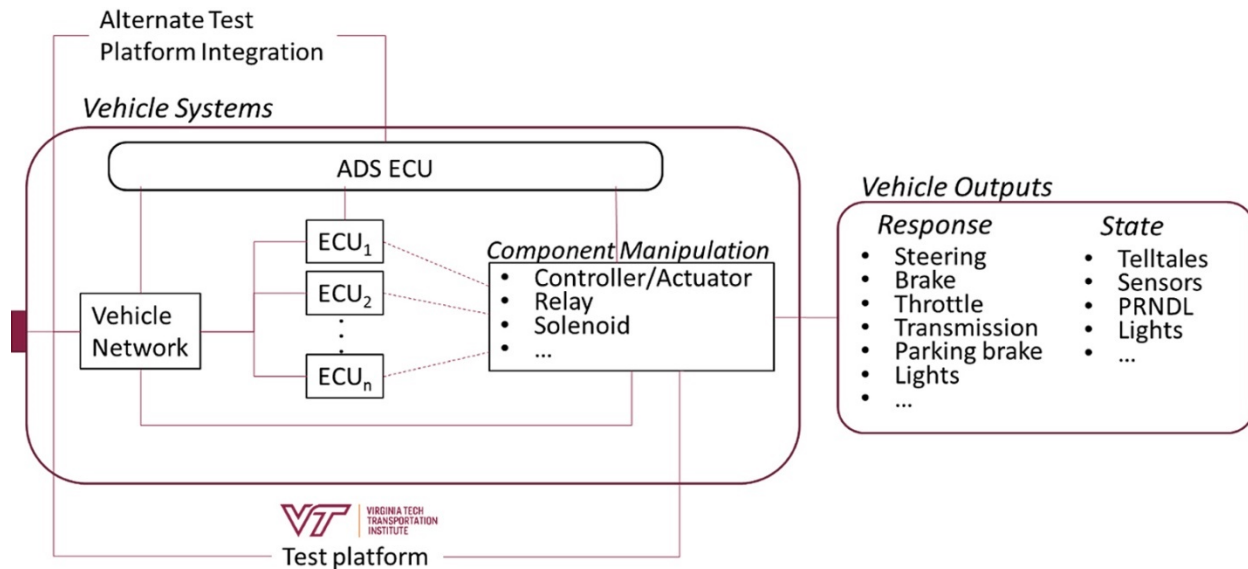 Alternate Test
Platform Integration
Vehicle Systems
ADS ECU
ECU₁
ECU₂
ECUₙ
Vehicle
Network
Component Manipulation
• Controller/Actuator
• Relay
• Solenoid
• ...
Vehicle Outputs
Response
• Steering
• Brake
• Throttle
• Transmission
• Parking brake
• Lights
• ...
State
• Telltales
• Sensors
• PRNDL
• Lights
• ...
VT
VIRGINIA TECH
TRANSPORTATION
INSTITUTE
Test platform